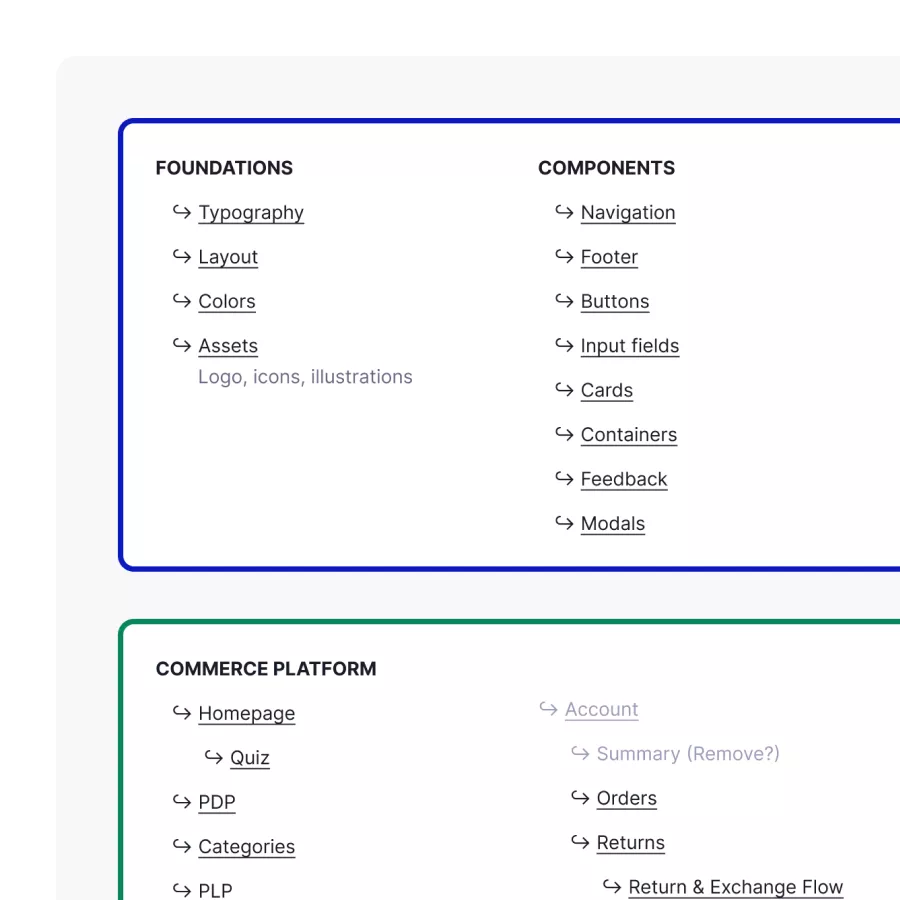 FOUNDATIONS
↪ Typography
↪ Layout
↪ Colors
↪ Assets
Logo, icons, illustrations
COMPONENTS
↪ Navigation
↪ Footer
↪ Buttons
↪ Input fields
↪ Cards
↪ Containers
↪ Feedback
↪ Modals
COMMERCE PLATFORM
↪ Homepage
↪ Quiz
↪ PDP
↪ Categories
↪ PLP
↪ Account
↪ Summary (Remove?)
↪ Orders
↪ Returns
↪ Return & Exchange Flow